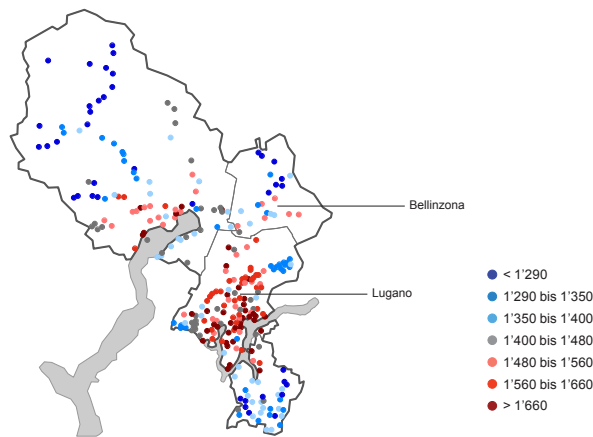 Bellinzona
Lugano
< 1'290
1'290 bis 1'350
1'350 bis 1'400
1'400 bis 1'480
1'480 bis 1'560
1'560 bis 1'660
> 1'660